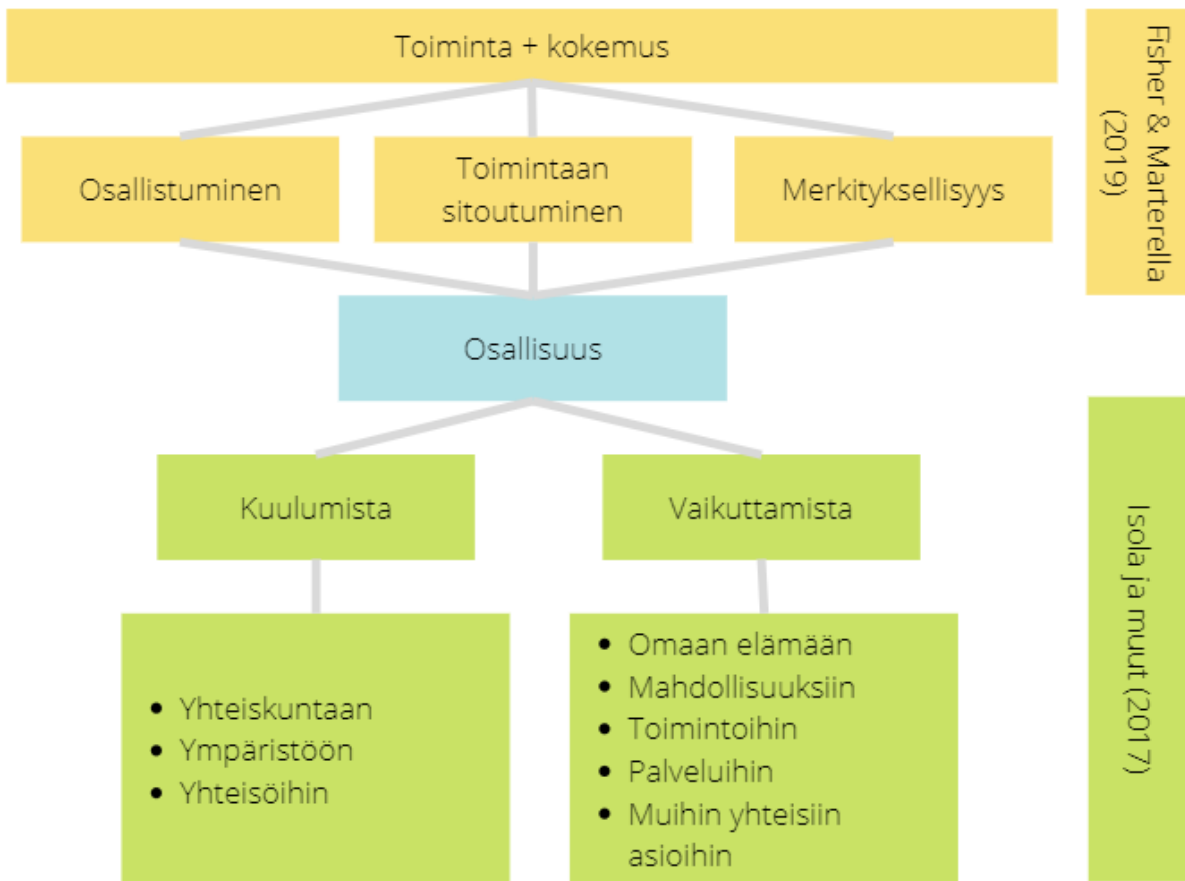 Toiminta + kokemus
Osallistuminen
Toimintaan
sitoutuminen
Merkityksellisyys
Fisher & Marterella
(2019)
Osallisuus
Kuulumista
Vaikuttamista
• Yhteiskuntaan
• Ympäristöön
• Yhteisöihin
• Omaan elämään
• Mahdollisuuksiin
• Toimintoihin
• Palveluihin
• Muihin yhteisiin
asioihin
Isola ja muut (2017)